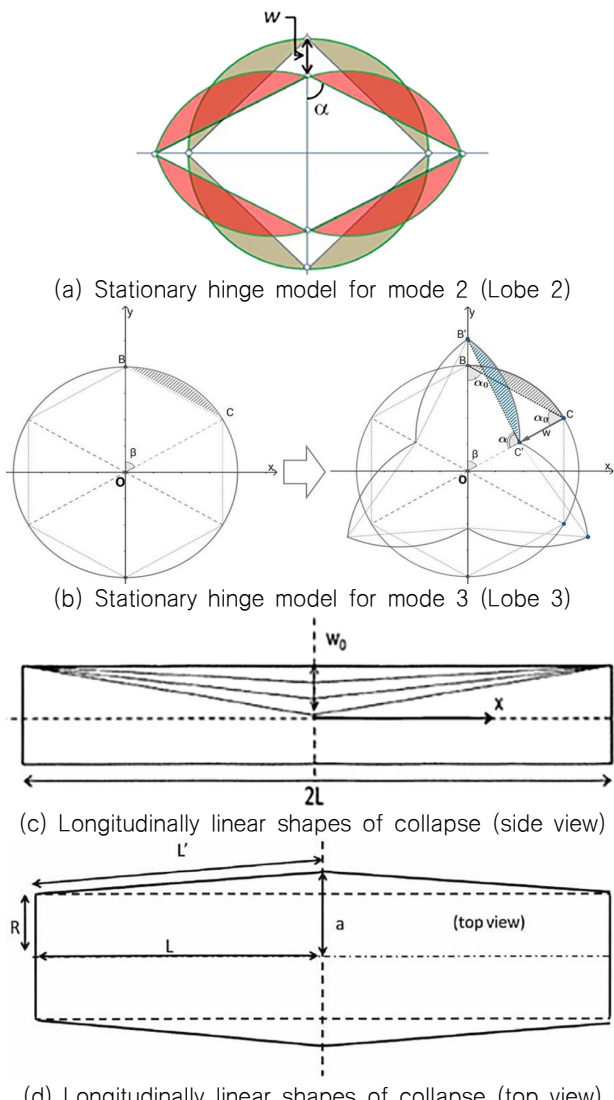 w
α
(a) Stationary hinge model for mode 2 (Lobe 2)
y
B
C
β
O
x
y
B'
B
α₀
C
α₀
w
α
C'
β
O
x
(b) Stationary hinge model for mode 3 (Lobe 3)
w₀
X
2L
(c) Longitudinally linear shapes of collapse (side view)
L'
R
a
(top view)
L
(d) Longitudinally linear shapes of collapse (top view)